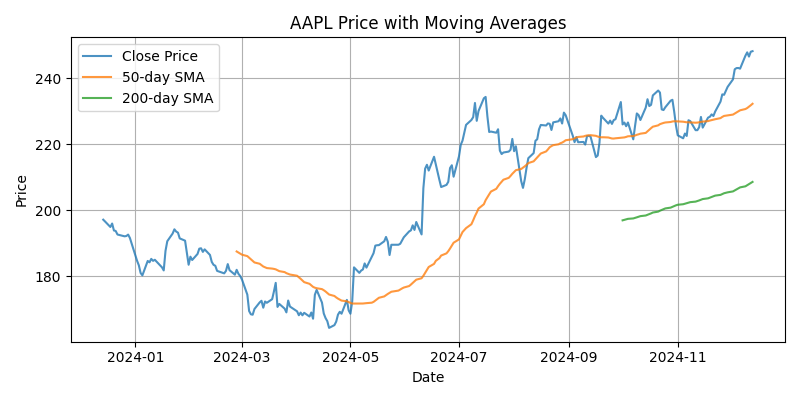 AAPL Price with Moving Averages
Close Price
50-day SMA
200-day SMA
Price
240
220
200
180
2024-01
2024-03
2024-05
2024-07
2024-09
2024-11
Date